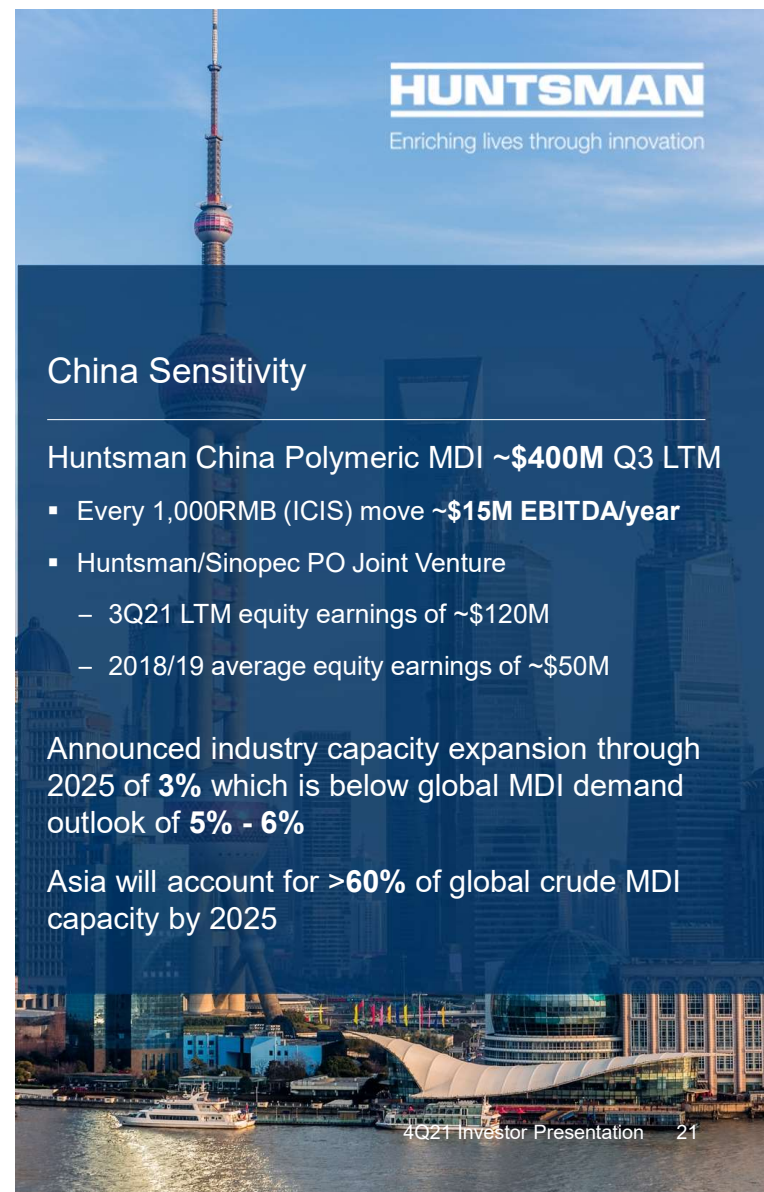 HUNTSMAN
Enriching lives through innovation
China Sensitivity
Huntsman China Polymeric MDI ~$400M Q3 LTM
▪ Every 1,000RMB (ICIS) move ~$15M EBITDA/year
▪ Huntsman/Sinopec PO Joint Venture
– 3Q21 LTM equity earnings of ~$120M
– 2018/19 average equity earnings of ~$50M
Announced industry capacity expansion through
2025 of 3% which is below global MDI demand
outlook of 5% - 6%
Asia will account for >60% of global crude MDI
capacity by 2025
4Q21 Investor Presentation 21